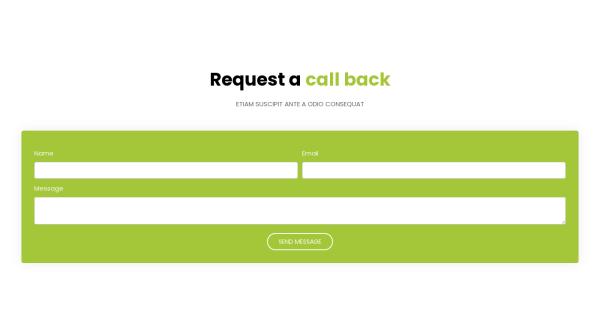 Request a call back
ETIAM SUSCIPIT ANTE A ODIO CONSEQUAT
Name Email
Message
SEND MESSAGE